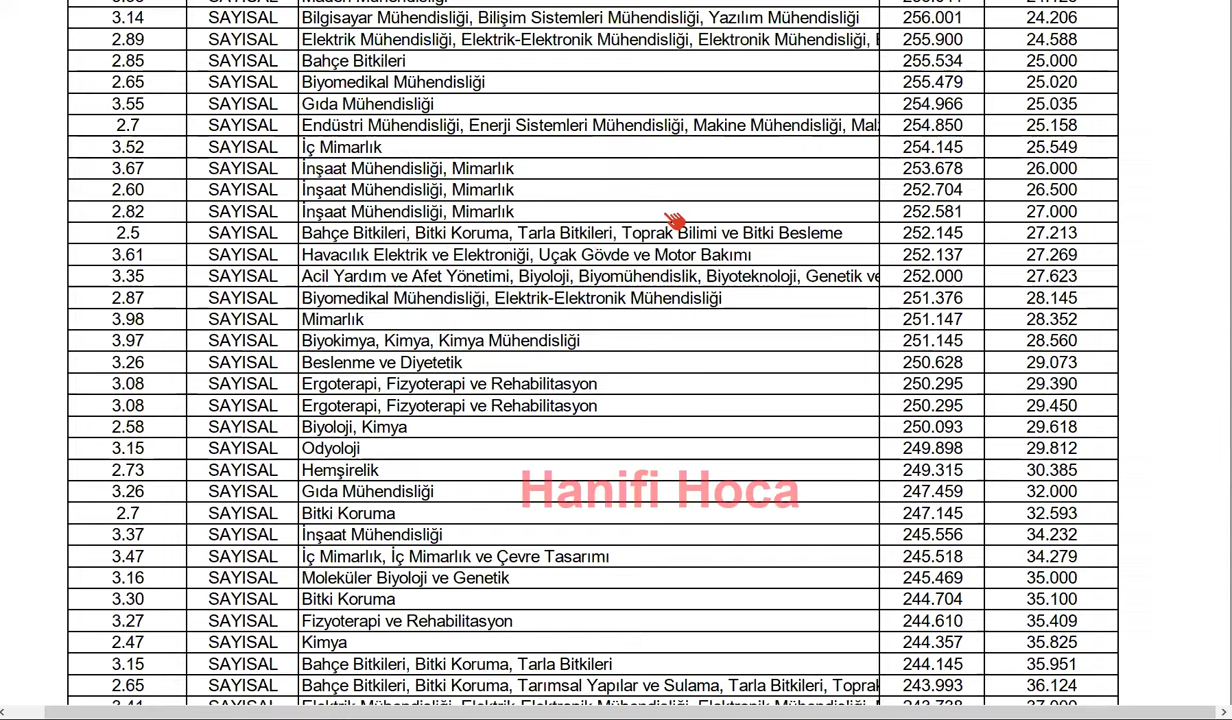 3.14 SAYISAL Bilgisayar Mühendisliği, Bilişim Sistemleri Mühendisliği, Yazılım Mühendisliği 256.001 24.206
2.89 SAYISAL Elektrik Mühendisliği, Elektrik-Elektronik Mühendisliği, Elektronik Mühendisliği, 255.900 24.588
2.85 SAYISAL Bahçe Bitkileri 255.534 25.000
2.65 SAYISAL Biyomedikal Mühendisliği 255.479 25.020
3.55 SAYISAL Gıda Mühendisliği 254.966 25.035
2.7 SAYISAL Endüstri Mühendisliği, Enerji Sistemleri Mühendisliği, Makine Mühendisliği, 254.850 25.158
3.52 SAYISAL İç Mimarlık 254.145 25.549
3.67 SAYISAL İnşaat Mühendisliği, Mimarlık 253.678 26.000
2.60 SAYISAL İnşaat Mühendisliği, Mimarlık 252.704 26.500
2.82 SAYISAL İnşaat Mühendisliği, Mimarlık 252.581 27.000
2.5 SAYISAL Bahçe Bitkileri, Bitki Koruma, Tarla Bitkileri, Toprak Bilimi ve Bitki Besleme 252.145 27.213
3.61 SAYISAL Havacılık Elektrik ve Elektroniği, Uçak Gövde ve Motor Bakımı 252.137 27.269
3.35 SAYISAL Acil Yardım ve Afet Yönetimi, Biyoloji, Biyomühendislik, Biyoteknoloji, Genetik ve 252.000 27.623
2.87 SAYISAL Biyomedikal Mühendisliği, Elektrik-Elektronik Mühendisliği 251.376 28.145
3.98 SAYISAL Mimarlık 251.147 28.352
3.97 SAYISAL Biyokimya, Kimya, Kimya Mühendisliği 251.145 28.560
3.26 SAYISAL Beslenme ve Diyetetik 250.628 29.073
3.08 SAYISAL Ergoterapi, Fizyoterapi ve Rehabilitasyon 250.295 29.390
3.08 SAYISAL Ergoterapi, Fizyoterapi ve Rehabilitasyon 250.295 29.450
2.58 SAYISAL Biyoloji, Kimya 250.093 29.618
3.15 SAYISAL Odyoloji 249.898 29.812
2.73 SAYISAL Hemşirelik 249.315 30.385
3.26 SAYISAL Gıda Mühendisliği 247.459 32.000
Hanifi Hoca
2.7 SAYISAL Bitki Koruma 247.145 32.593
3.37 SAYISAL İnşaat Mühendisliği 245.556 34.232
3.47 SAYISAL İç Mimarlık, İç Mimarlık ve Çevre Tasarımı 245.518 34.279
3.16 SAYISAL Moleküler Biyoloji ve Genetik 245.469 35.000
3.30 SAYISAL Bitki Koruma 244.704 35.100
3.27 SAYISAL Fizyoterapi ve Rehabilitasyon 244.610 35.409
2.47 SAYISAL Kimya 244.357 35.825
3.15 SAYISAL Bahçe Bitkileri, Bitki Koruma, Tarla Bitkileri 244.145 35.951
2.65 SAYISAL Bahçe Bitkileri, Bitki Koruma, Tarımsal Yapılar ve Sulama, Tarla Bitkileri, Toprak 243.993 36.124